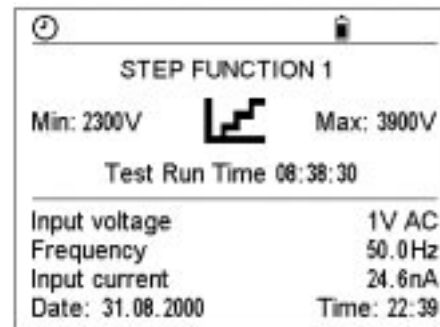 STEP FUNCTION 1
Min: 2300V Max: 3900V
Test Run Time 08:38:30
Input voltage 1V AC
Frequency 50.0Hz
Input current 24.6nA
Date: 31.08.2000 Time: 22:39